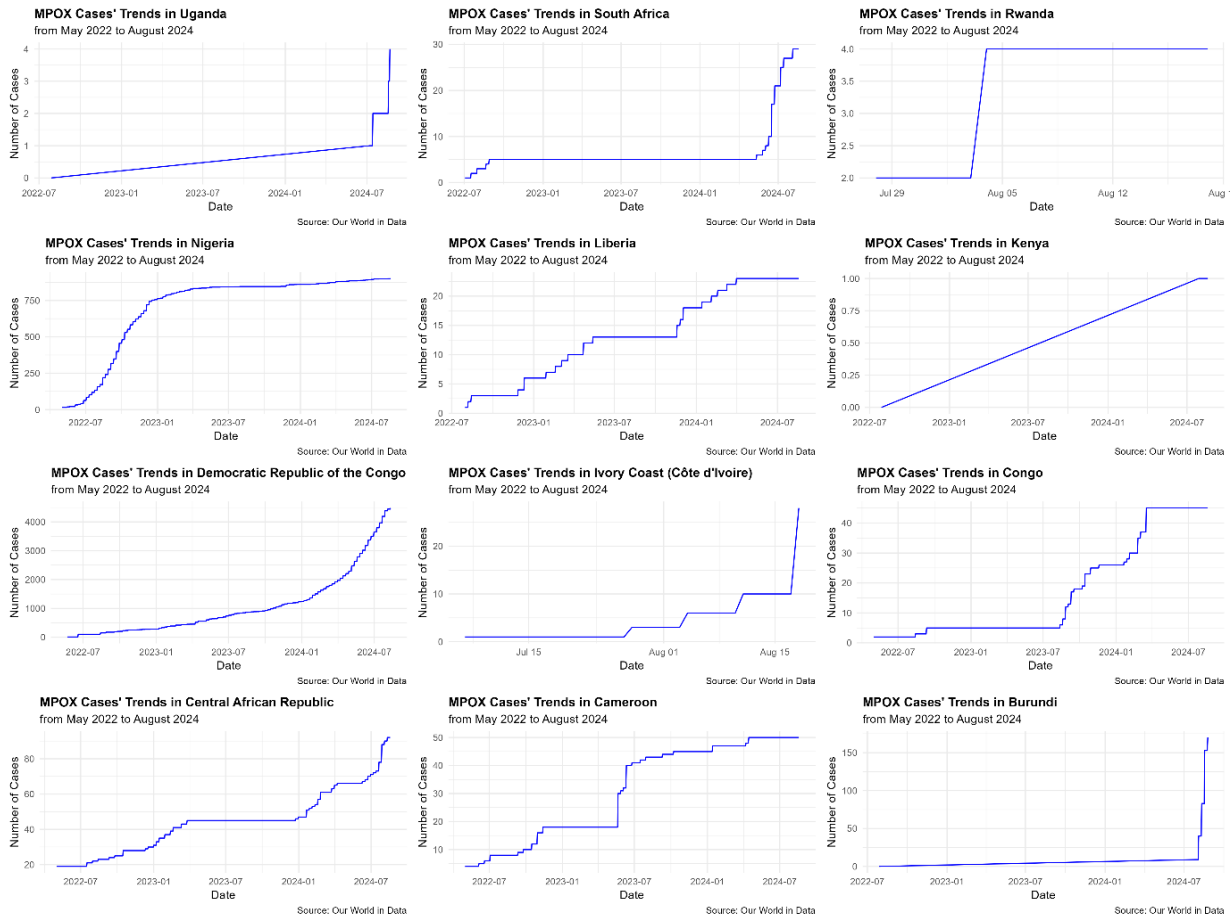 MPOX Cases' Trends in Uganda
from May 2022 to August 2024
Number of Cases
4
3
2
1
0
2022-07 2023-01 2023-07 2024-01 2024-07
Date
Source: Our World in Data
MPOX Cases' Trends in South Africa
from May 2022 to August 2024
Number of Cases
30
20
10
0
2022-07 2023-01 2023-07 2024-01 2024-07
Date
Source: Our World in Data
MPOX Cases' Trends in Rwanda
from May 2022 to August 2024
Number of Cases
4.0
3.5
3.0
2.5
2.0
Jul 29 Aug 05 Aug 12 Aug 1
Date
Source: Our World in Data
MPOX Cases' Trends in Nigeria
from May 2022 to August 2024
Number of Cases
750
500
250
0
2022-07 2023-01 2023-07 2024-01 2024-07
Date
Source: Our World in Data
MPOX Cases' Trends in Liberia
from May 2022 to August 2024
Number of Cases
20
15
10
5
0
2022-07 2023-01 2023-07 2024-01 2024-07
Date
Source: Our World in Data
MPOX Cases' Trends in Kenya
from May 2022 to August 2024
Number of Cases
1.00
0.75
0.50
0.25
0.00
2022-07 2023-01 2023-07 2024-01 2024-07
Date
Source: Our World in Data
MPOX Cases' Trends in Democratic Republic of the Congo
from May 2022 to August 2024
Number of Cases
4000
3000
2000
1000
0
2022-07 2023-01 2023-07 2024-01 2024-07
Date
Source: Our World in Data
MPOX Cases' Trends in Ivory Coast (Côte d'Ivoire)
from May 2022 to August 2024
Number of Cases
20
10
0
Jul 15 Aug 01 Aug 15
Date
Source: Our World in Data
MPOX Cases' Trends in Congo
from May 2022 to August 2024
Number of Cases
40
30
20
10
0
2022-07 2023-01 2023-07 2024-01 2024-07
Date
Source: Our World in Data
MPOX Cases' Trends in Central African Republic
from May 2022 to August 2024
Number of Cases
80
60
40
20
2022-07 2023-01 2023-07 2024-01 2024-07
Date
Source: Our World in Data
MPOX Cases' Trends in Cameroon
from May 2022 to August 2024
Number of Cases
50
40
30
20
10
2022-07 2023-01 2023-07 2024-01 2024-07
Date
Source: Our World in Data
MPOX Cases' Trends in Burundi
from May 2022 to August 2024
Number of Cases
150
100
50
0
2022-07 2023-01 2023-07 2024-01 2024-07
Date
Source: Our World in Data